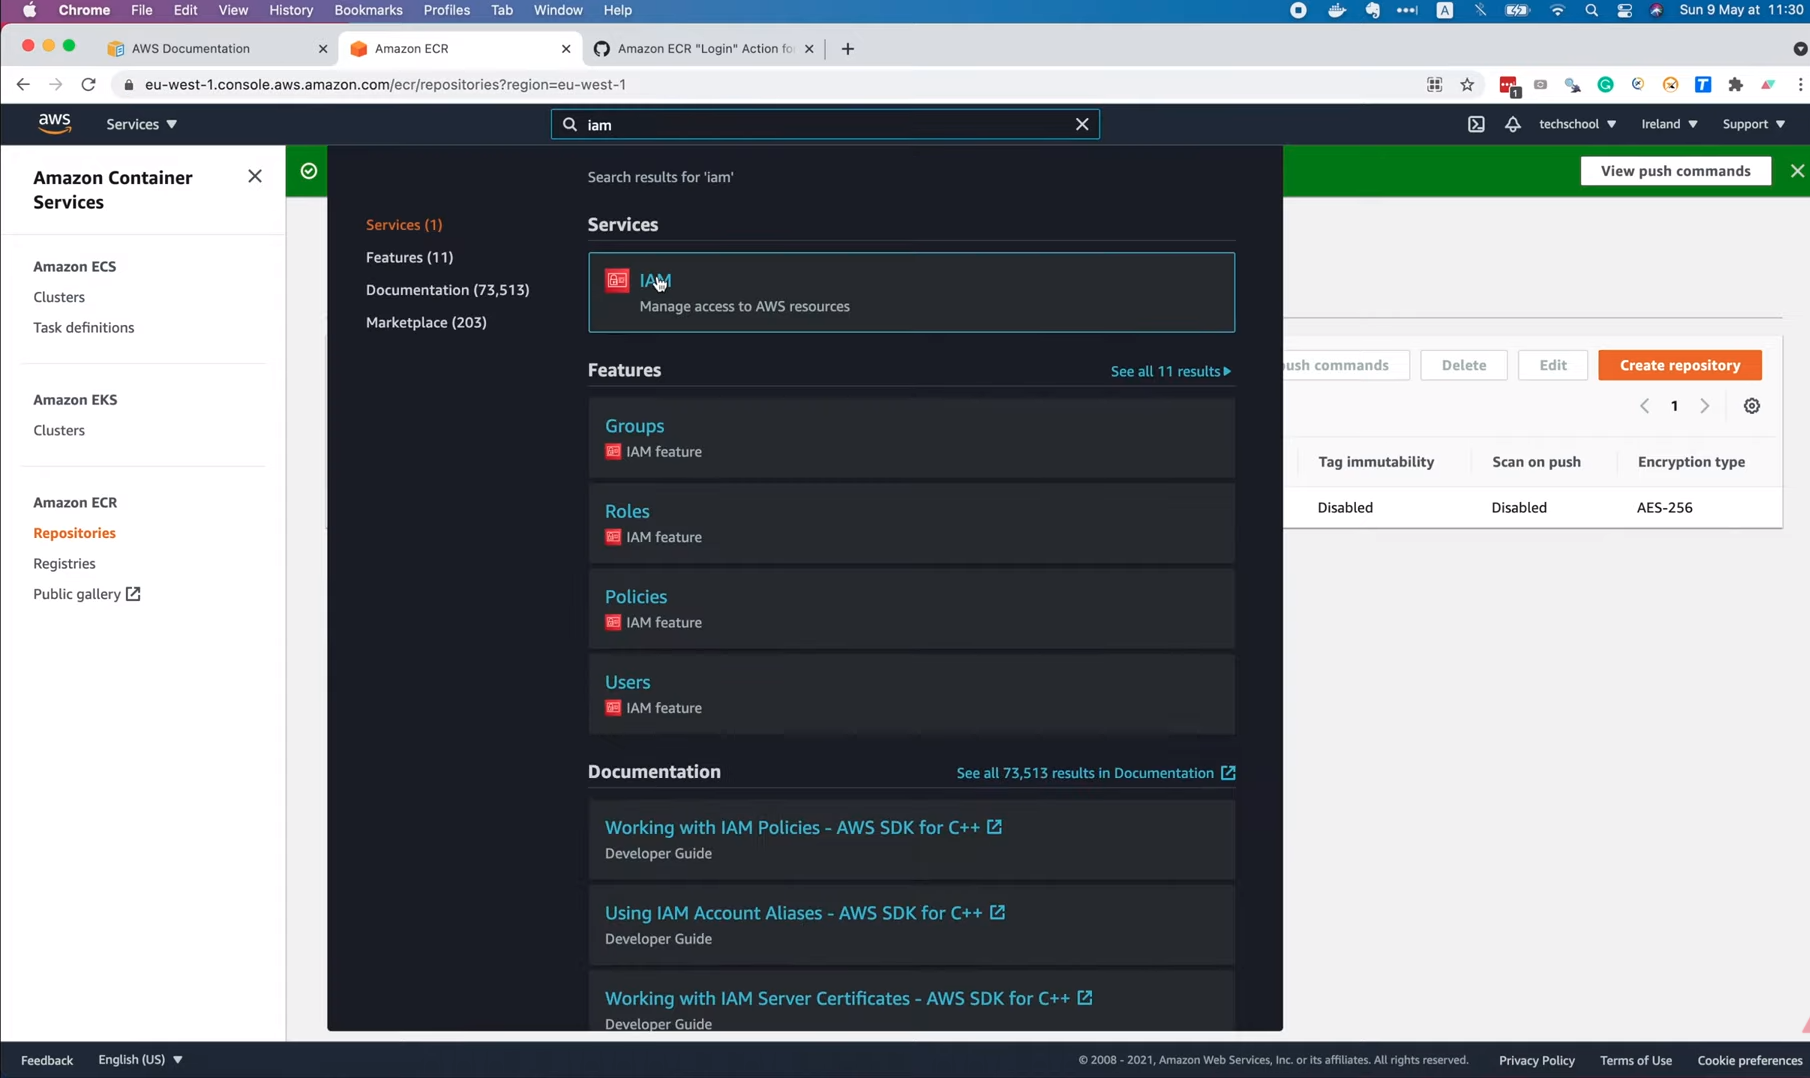 Chrome File Edit View History Bookmarks Profiles Tab Window Help A Sun 9 May at 11:30
AWS Documentation Amazon ECR Amazon ECR "Login" Action fo
eu-west-1.console.aws.amazon.com/ecr/repositories?region=eu-west-1 1
aws Services iam techschool Ireland Support
Amazon Container
Services
View push commands
Search results for 'iam'
Services (1)
Features (11)
Documentation (73,513)
Marketplace (203)
Services
IAM
Manage access to AWS resources
Features See all 11 results
Groups
IAM feature
Roles
IAM feature
Policies
IAM feature
Users
IAM feature
Documentation See all 73,513 results in Documentation
Working with IAM Policies - AWS SDK for C++
Developer Guide
Using IAM Account Aliases - AWS SDK for C++
Developer Guide
Working with IAM Server Certificates - AWS SDK for C++
Developer Guide
Amazon ECS
Clusters
Task definitions
Amazon EKS
Clusters
Amazon ECR
Repositories
Registries
Public gallery
ush commands Delete Edit Create repository
1
Tag immutability Scan on push Encryption type
Disabled Disabled AES-256
Feedback English (US) © 2008 - 2021, Amazon Web Services, Inc. or its affiliates. All rights reserved. Privacy Policy Terms of Use Cookie preferences